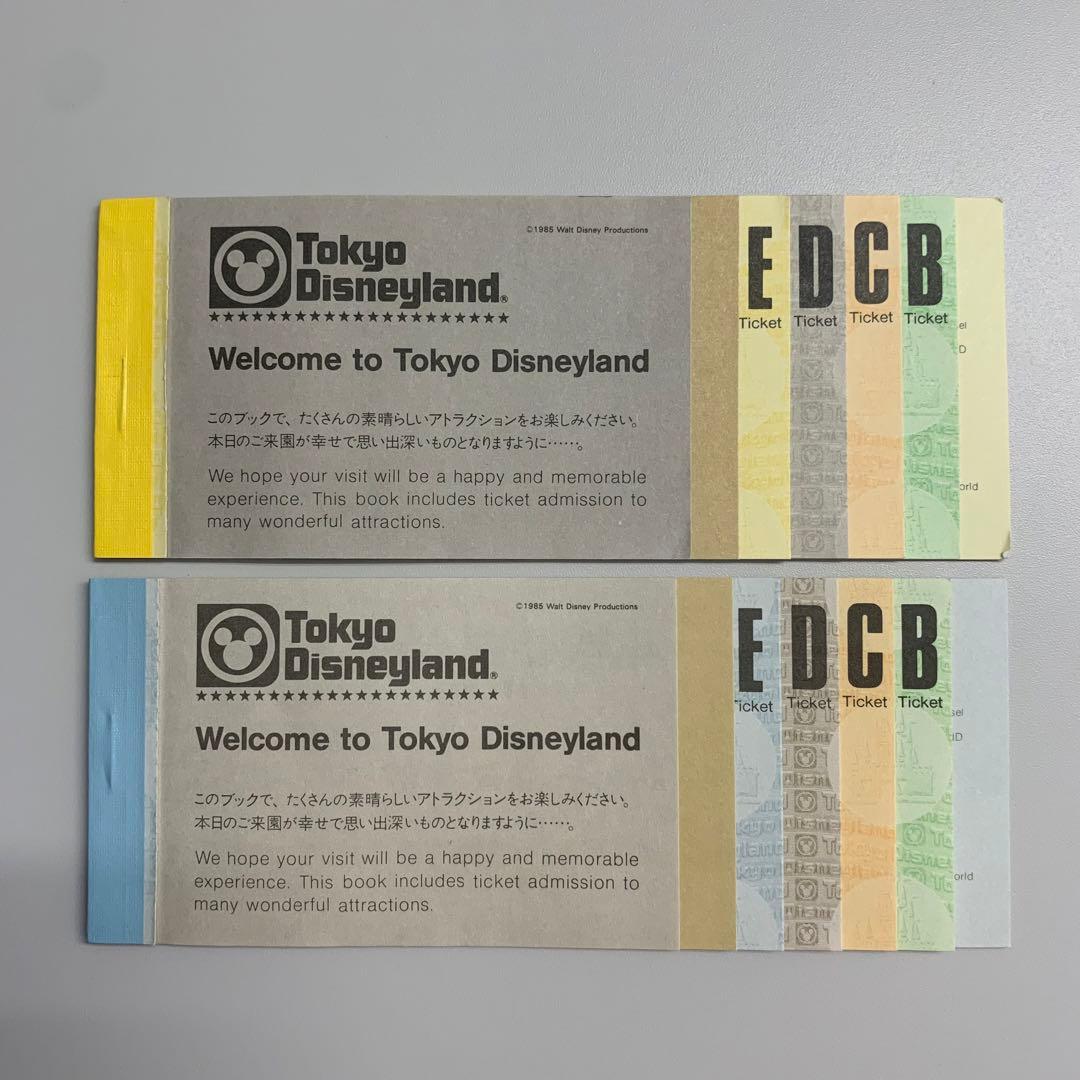 ©1985 Walt Disney Productions
Tokyo
Disneyland®
★★★★★★★★★★★★★★★★★★★★★
Welcome to Tokyo Disneyland
このブックで、たくさんの素晴らしいアトラクションをお楽しみください。
本日のご来園が幸せで思い出深いものとなりますように……。
We hope your visit will be a happy and memorable
experience. This book includes ticket admission to
many wonderful attractions.
E D C B
Ticket Ticket Ticket Ticket
©1985 Walt Disney Productions
Tokyo
Disneyland®
★★★★★★★★★★★★★★★★★★★★★
Welcome to Tokyo Disneyland
このブックで、たくさんの素晴らしいアトラクションをお楽しみください。
本日のご来園が幸せで思い出深いものとなりますように……。
We hope your visit will be a happy and memorable
experience. This book includes ticket admission to
many wonderful attractions.
E D C B
Ticket Ticket Ticket